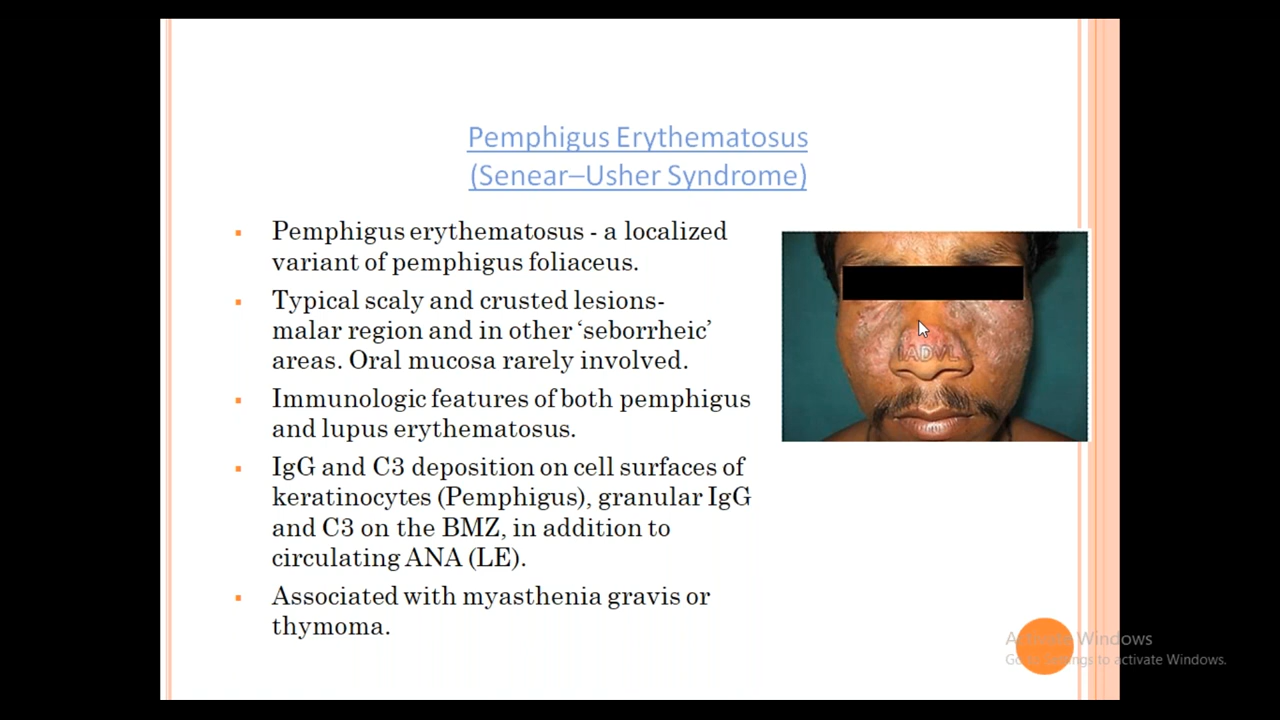 Pemphigus Erythematosus
(Senear–Usher Syndrome)
▪ Pemphigus erythematosus - a localized
variant of pemphigus foliaceus.
▪ Typical scaly and crusted lesions-
malar region and in other ‘seborrheic’
areas. Oral mucosa rarely involved.
▪ Immunologic features of both pemphigus
and lupus erythematosus.
▪ IgG and C3 deposition on cell surfaces of
keratinocytes (Pemphigus), granular IgG
and C3 on the BMZ, in addition to
circulating ANA (LE).
▪ Associated with myasthenia gravis or
thymoma.
IADVL
Activate Windows
Go to Settings to activate Windows.